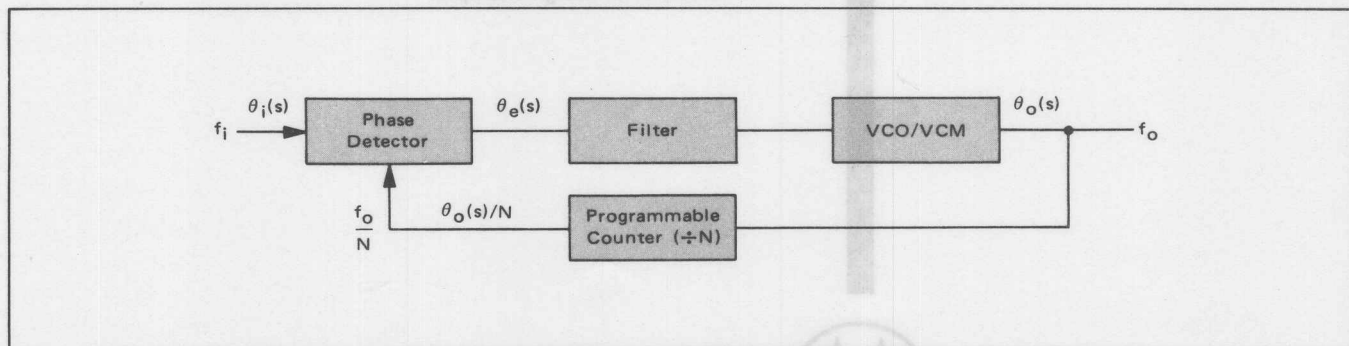 θi(s)
fi
Phase
Detector
θe(s)
Filter
VCO/VCM
θo(s)
fo
fo
N
θo(s)/N
Programmable
Counter (÷N)